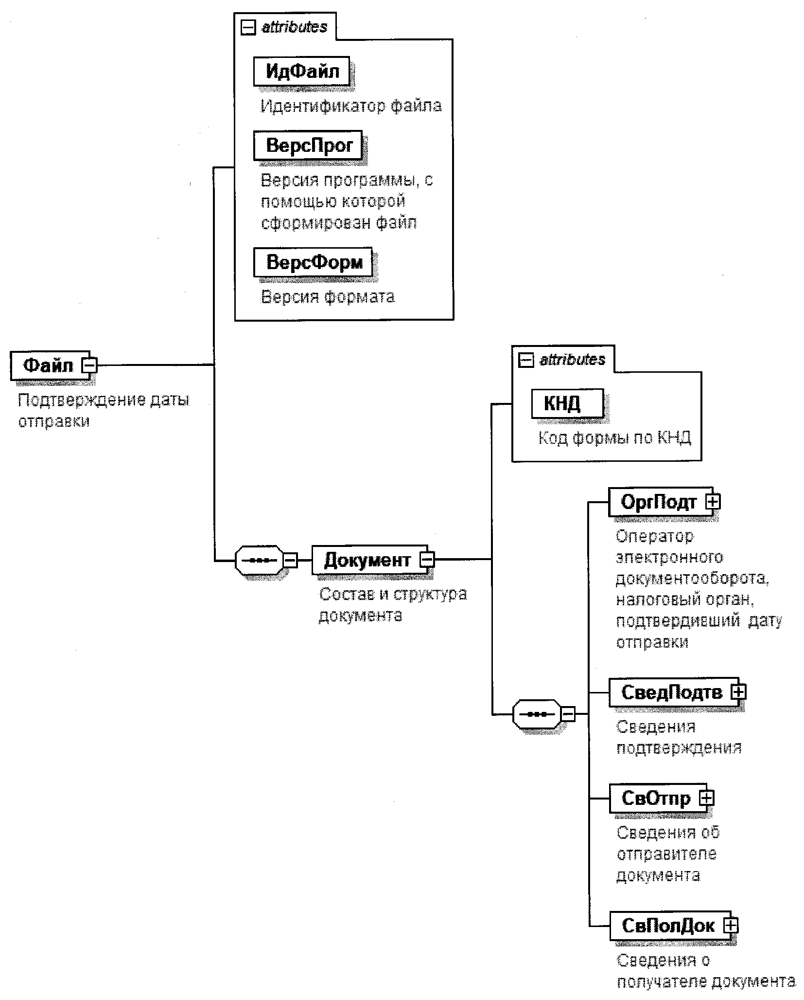 attributes
ИдФайл
Идентификатор файла
ВерсПрог
Версия программы, с
помощью которой
сформирован файл
ВерсФорм
Версия формата
Файл
Подтверждение даты
отправки
attributes
КНД
Код формы по КНД
Документ
Состав и структура
документа
ОргПодт
Оператор
электронного
документооборота,
налоговый орган,
подтвердивший дату
отправки
СведПодтв
Сведения
подтверждения
СвОтпр
Сведения об
отправителе
документа
СвПолДок
Сведения о
получателе документа